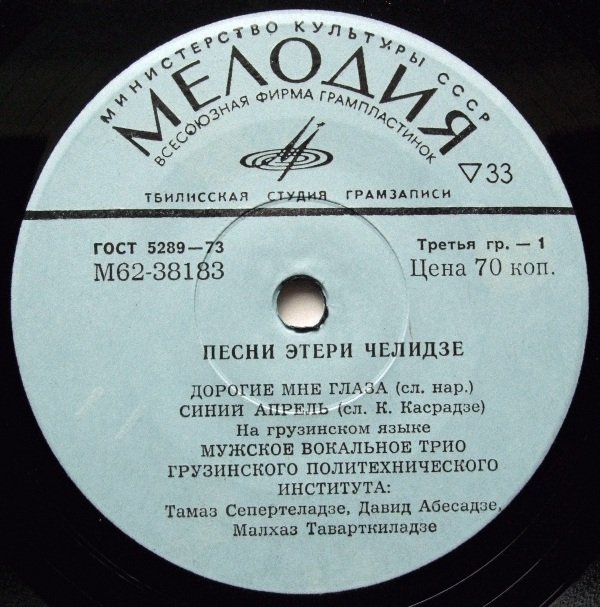 МИНИСТЕРСТВО КУЛЬТУРЫ СССР
МЕЛОДИЯ
ВСЕСОЮЗНАЯ ФИРМА ГРАМПЛАСТИНОК
▽33
ТБИЛИССКАЯ СТУДИЯ ГРАМЗАПИСИ
ГОСТ 5289—73
Третья гр. — 1
М62-38183
Цена 70 коп.
ПЕСНИ ЭТЕРИ ЧЕЛИДЗЕ
ДОРОГИЕ МНЕ ГЛАЗА (сл. нар.)
СИНИЙ АПРЕЛЬ (сл. К. Касрадзе)
На грузинском языке
МУЖСКОЕ ВОКАЛЬНОЕ ТРИО
ГРУЗИНСКОГО ПОЛИТЕХНИЧЕСКОГО
ИНСТИТУТА:
Тамаз Сепертеладзе, Давид Абесадзе,
Малхаз Таварткиладзе